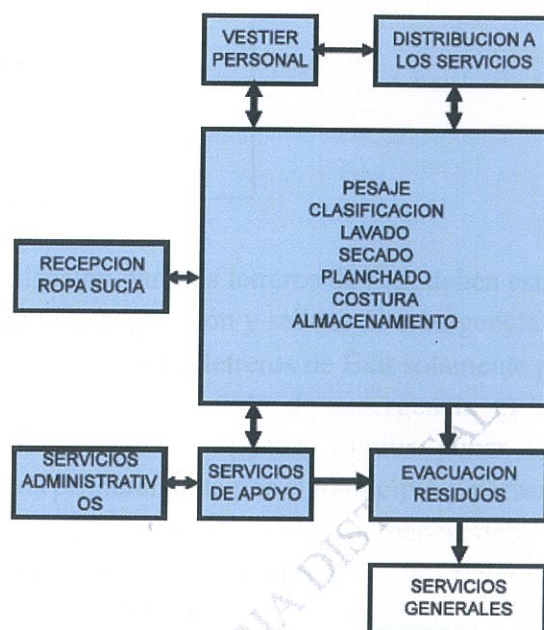 VESTIER
PERSONAL
DISTRIBUCION A
LOS SERVICIOS
PESAJE
CLASIFICACION
LAVADO
SECADO
PLANCHADO
COSTURA
ALMACENAMIENTO
RECEPCION
ROPA SUCIA
SERVICIOS
ADMINISTRATIV
OS
SERVICIOS
DE APOYO
EVACUACION
RESIDUOS
SERVICIOS
GENERALES